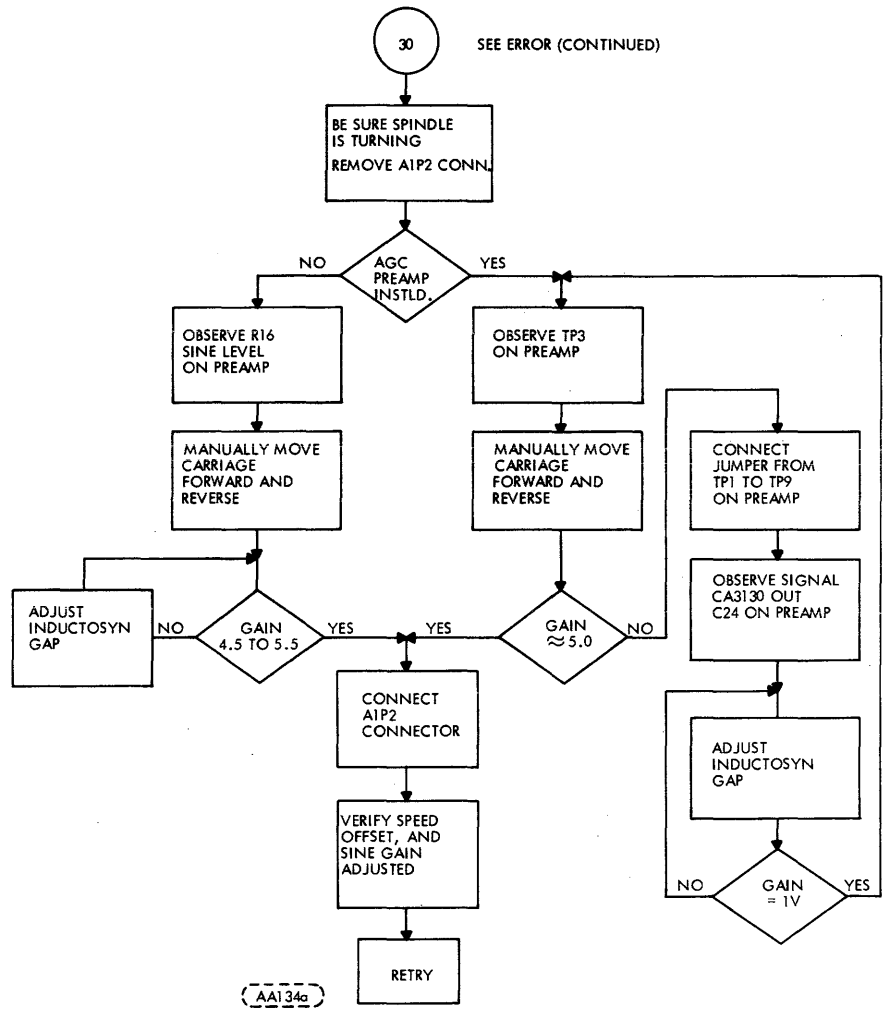 30
SEE ERROR (CONTINUED)
BE SURE SPINDLE
IS TURNING
REMOVE A1P2 CONN.
NO
AGC
PREAMP
INSTLD.
YES
OBSERVE R16
SINE LEVEL
ON PREAMP
OBSERVE TP3
ON PREAMP
MANUALLY MOVE
CARRIAGE
FORWARD AND
REVERSE
MANUALLY MOVE
CARRIAGE
FORWARD AND
REVERSE
CONNECT
JUMPER FROM
TP1 TO TP9
ON PREAMP
OBSERVE SIGNAL
CA3130 OUT
C24 ON PREAMP
ADJUST
INDUCTOSYN
GAP
NO
GAIN
4.5 TO 5.5
YES
YES
GAIN
≈ 5.0
NO
CONNECT
A1P2
CONNECTOR
ADJUST
INDUCTOSYN
GAP
VERIFY SPEED
OFFSET, AND
SINE GAIN
ADJUSTED
NO
GAIN
= 1V
YES
RETRY
AA134a